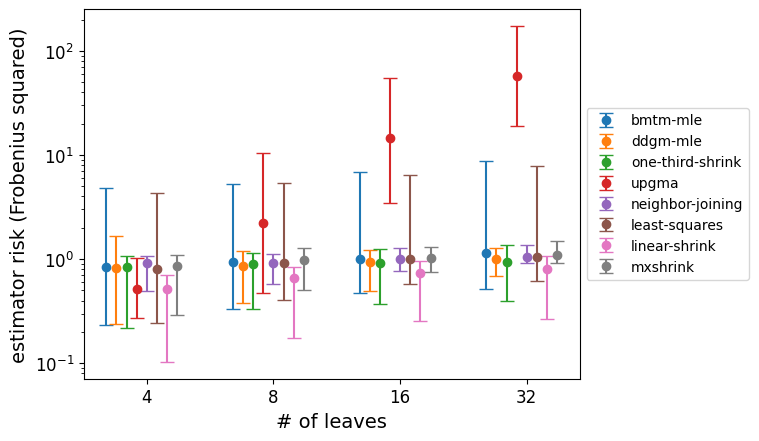 estimator risk (Frobenius squared)
10²
10¹
10⁰
10⁻¹
4 8 16 32
# of leaves
bmtm-mle
ddgm-mle
one-third-shrink
upgma
neighbor-joining
least-squares
linear-shrink
mxshrink